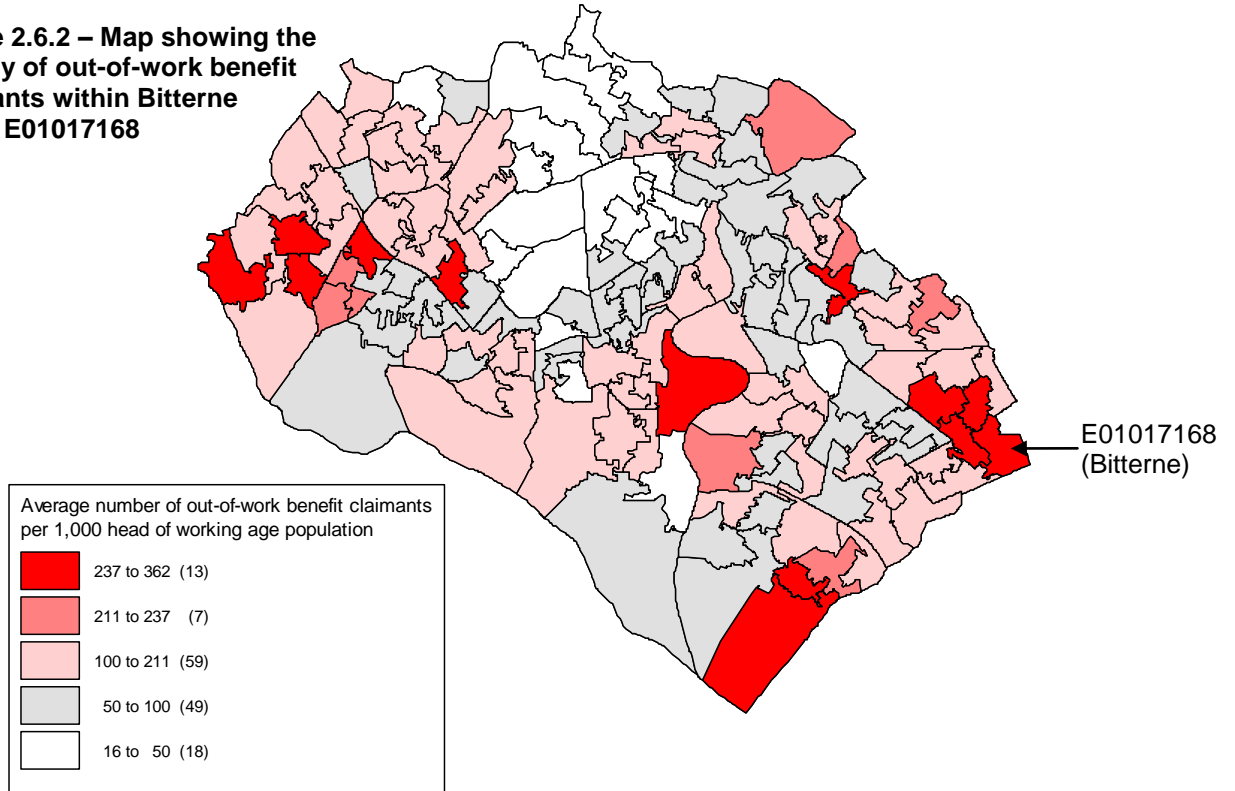 e 2.6.2 – Map showing the
y of out-of-work benefit
ants within Bitterne
E01017168
E01017168
(Bitterne)
Average number of out-of-work benefit claimants
per 1,000 head of working age population
237 to 362 (13)
211 to 237 (7)
100 to 211 (59)
50 to 100 (49)
16 to 50 (18)